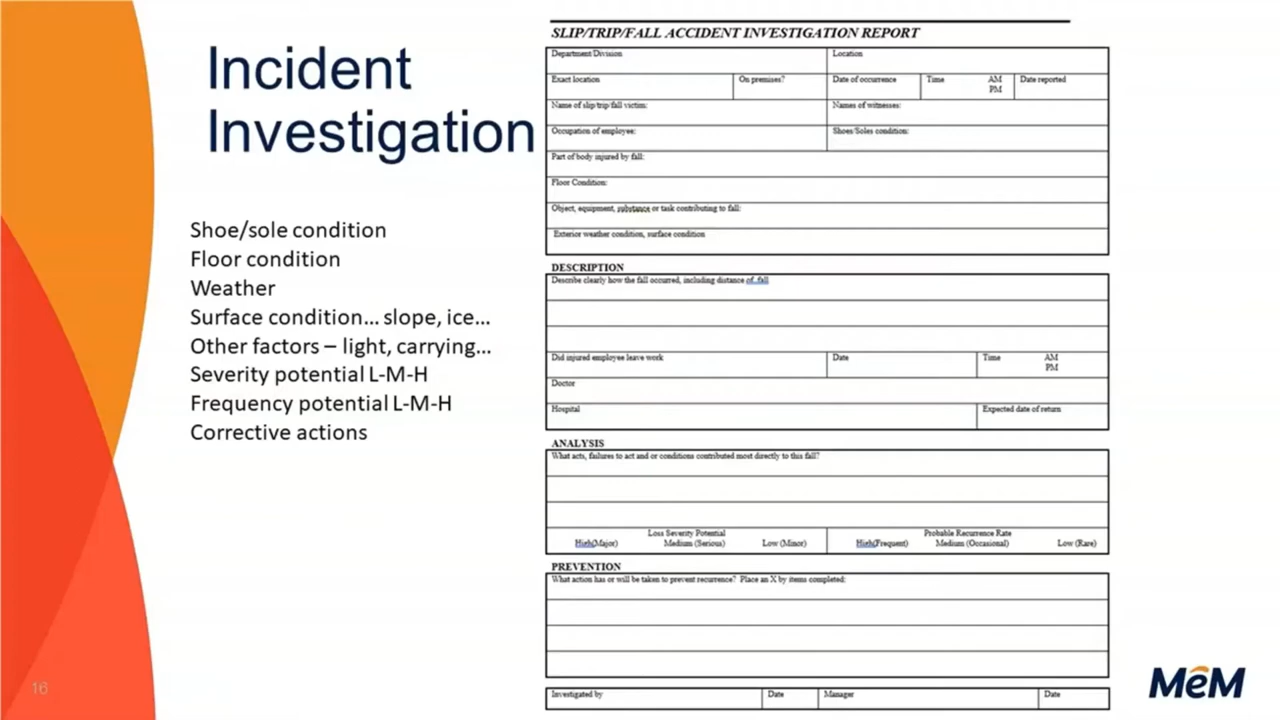 Incident
Investigation
Shoe/sole condition
Floor condition
Weather
Surface condition... slope, ice...
Other factors – light, carrying...
Severity potential L-M-H
Frequency potential L-M-H
Corrective actions
16
SLIP/TRIP/FALL ACCIDENT INVESTIGATION REPORT
Department/Division Location
Exact location On premises? Date of occurrence Time AM Date reported
PM
Name of slip/trip/fall victim: Names of witnesses:
Occupation of employee: Shoes/Soles condition:
Part of body injured by fall:
Floor Condition:
Object, equipment, substance or task contributing to fall:
Exterior weather condition, surface condition
DESCRIPTION
Describe clearly how the fall occurred, including distance of fall
Did injured employee leave work Date Time AM
PM
Doctor
Hospital Expected date of return
ANALYSIS
What acts, failures to act and or conditions contributed most directly to this fall?
Loss Severity Potential Probable Recurrence Rate
High(Major) Medium (Serious) Low (Minor) High(Frequent) Medium (Occasional) Low (Rare)
PREVENTION
What action has or will be taken to prevent recurrence? Place an X by items completed:
Investigated by Date Manager Date
MeM